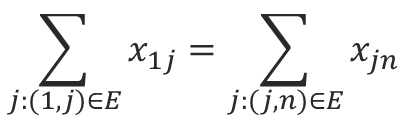 ∑_{j:(1,j)∈E} x_{1j} = ∑_{j:(j,n)∈E} x_{jn}